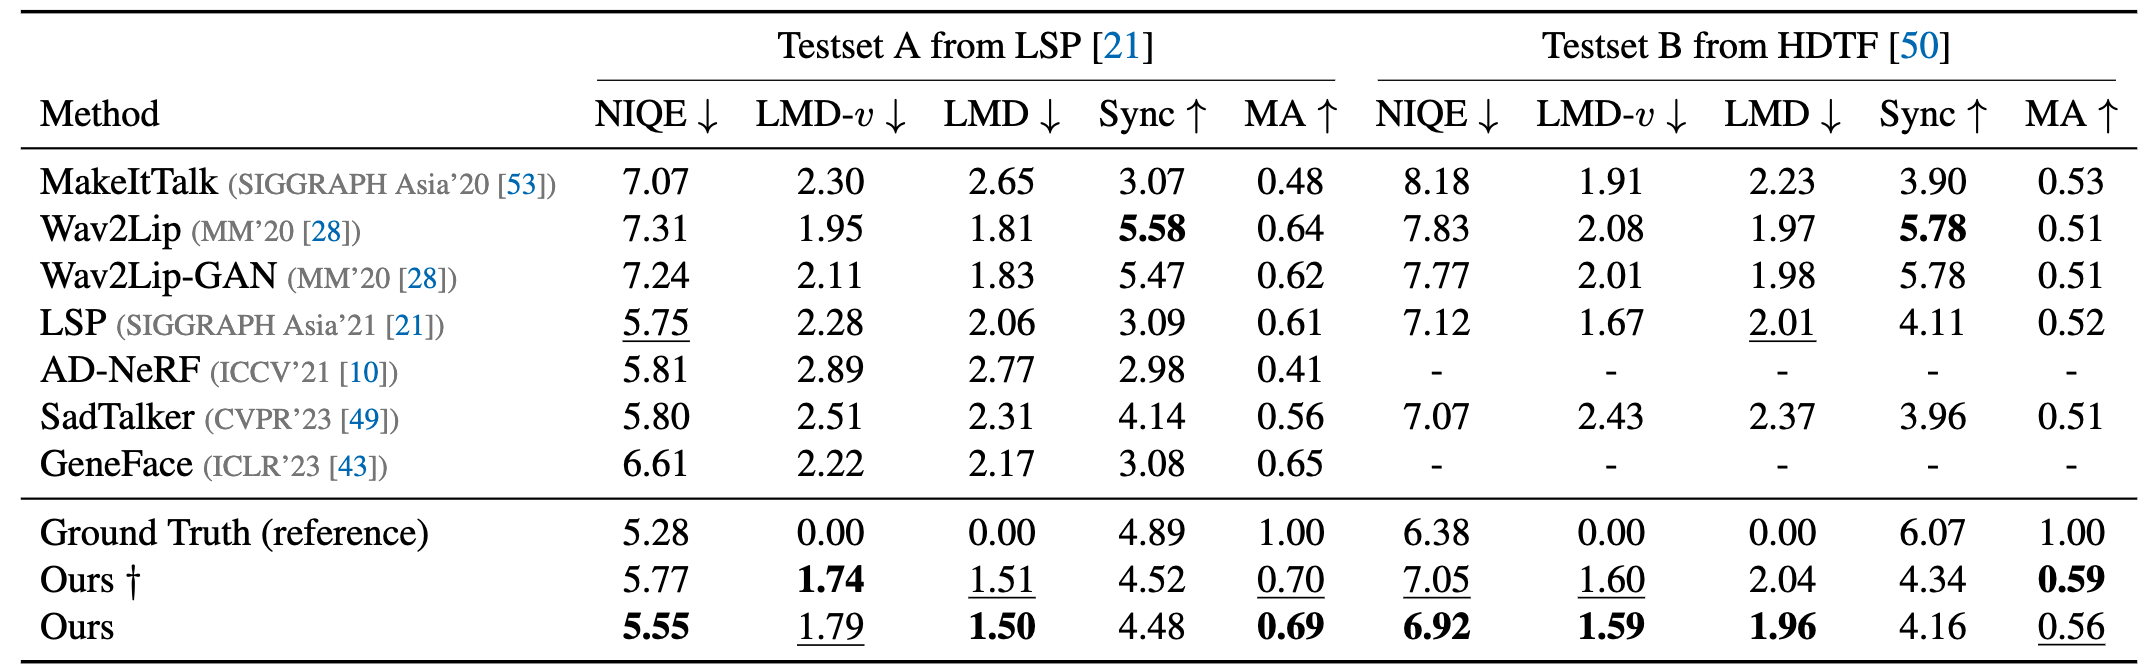 Testset A from LSP [21] Testset B from HDTF [50]
Method NIQE ↓ LMD-v ↓ LMD ↓ Sync ↑ MA ↑ NIQE ↓ LMD-v ↓ LMD ↓ Sync ↑ MA ↑
MakeItTalk (SIGGRAPH Asia’20 [53]) 7.07 2.30 2.65 3.07 0.48 8.18 1.91 2.23 3.90 0.53
Wav2Lip (MM’20 [28]) 7.31 1.95 1.81 5.58 0.64 7.83 2.08 1.97 5.78 0.51
Wav2Lip-GAN (MM’20 [28]) 7.24 2.11 1.83 5.47 0.62 7.77 2.01 1.98 5.78 0.51
LSP (SIGGRAPH Asia’21 [21]) 5.75 2.28 2.06 3.09 0.61 7.12 1.67 2.01 4.11 0.52
AD-NeRF (ICCV’21 [10]) 5.81 2.89 2.77 2.98 0.41 - - - - -
SadTalker (CVPR’23 [49]) 5.80 2.51 2.31 4.14 0.56 7.07 2.43 2.37 3.96 0.51
GeneFace (ICLR’23 [43]) 6.61 2.22 2.17 3.08 0.65 - - - - -
Ground Truth (reference) 5.28 0.00 0.00 4.89 1.00 6.38 0.00 0.00 6.07 1.00
Ours † 5.77 1.74 1.51 4.52 0.70 7.05 1.60 2.04 4.34 0.59
Ours 5.55 1.79 1.50 4.48 0.69 6.92 1.59 1.96 4.16 0.56